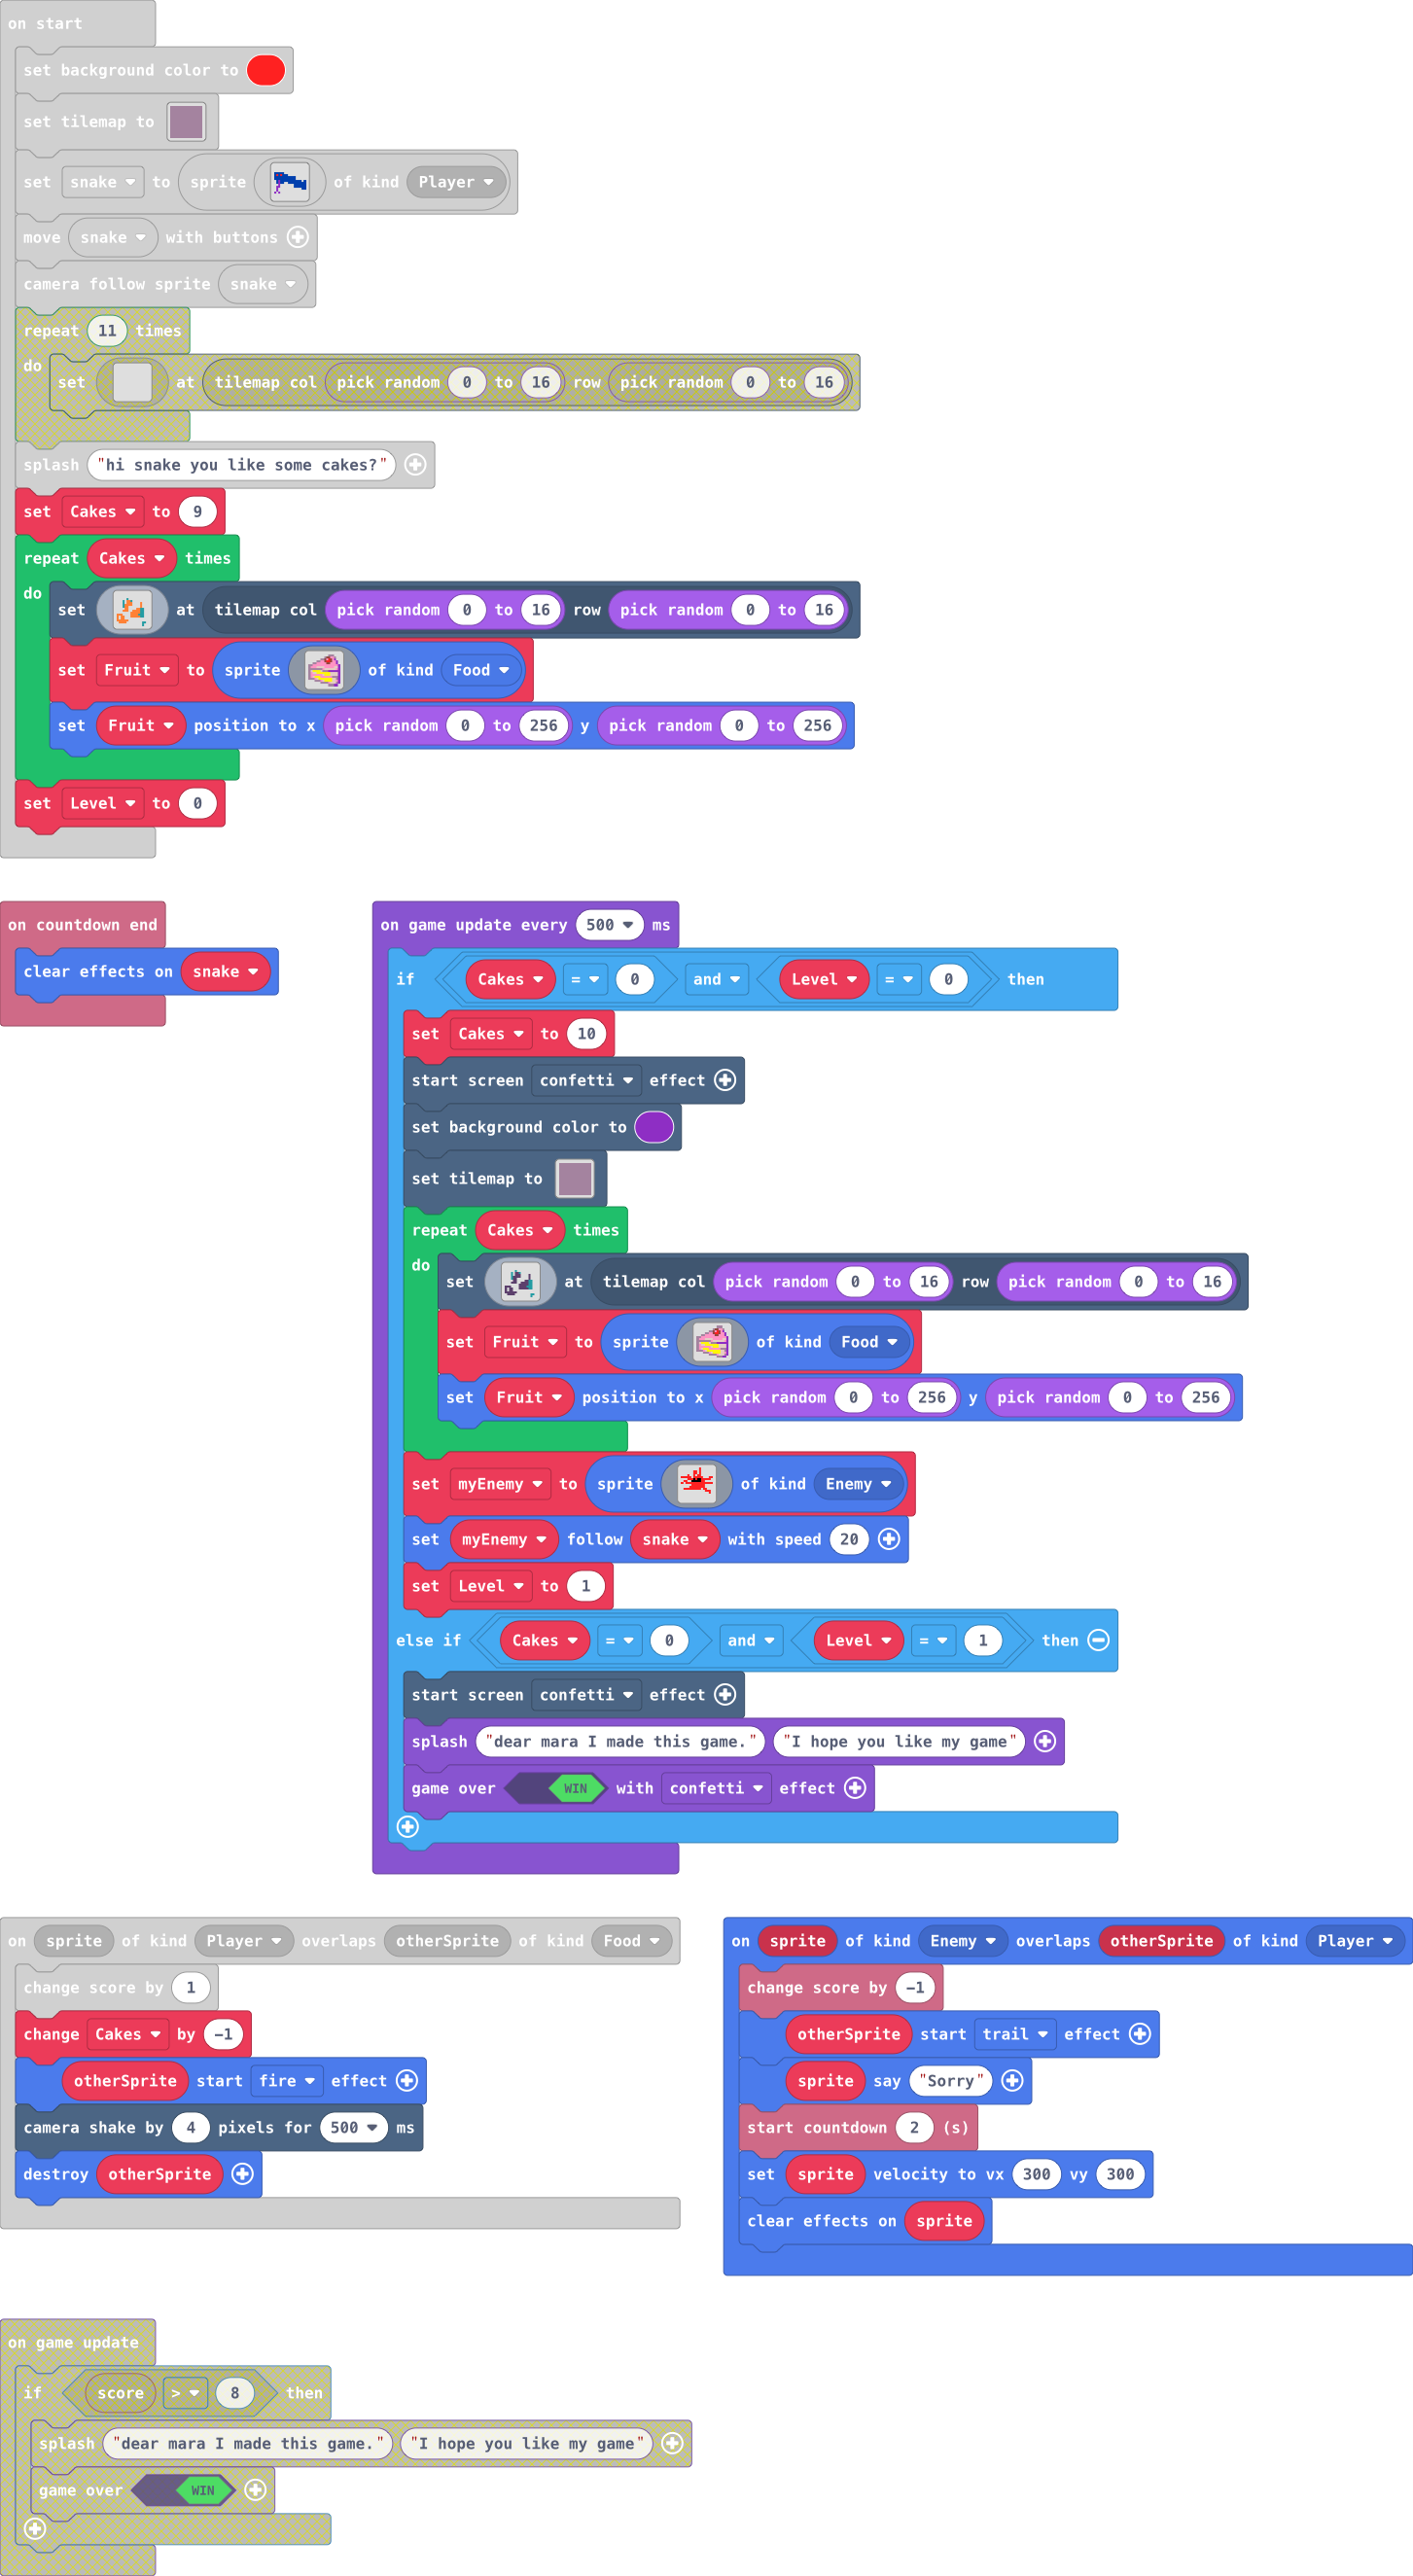 on start
set background color to
set tilemap to
set snake to sprite of kind Player
move snake with buttons
camera follow sprite snake
repeat 11 times
do
set at tilemap col pick random 0 to 16 row pick random 0 to 16
splash "hi snake you like some cakes?"
set Cakes to 9
repeat Cakes times
do
set at tilemap col pick random 0 to 16 row pick random 0 to 16
set Fruit to sprite of kind Food
set Fruit position to x pick random 0 to 256 y pick random 0 to 256
set Level to 0
on countdown end
clear effects on snake
on game update every 500 ms
if Cakes = 0 and Level = 0 then
set Cakes to 10
start screen confetti effect
set background color to
set tilemap to
repeat Cakes times
do
set at tilemap col pick random 0 to 16 row pick random 0 to 16
set Fruit to sprite of kind Food
set Fruit position to x pick random 0 to 256 y pick random 0 to 256
set myEnemy to sprite of kind Enemy
set myEnemy follow snake with speed 20
set Level to 1
else if Cakes = 0 and Level = 1 then
start screen confetti effect
splash "dear mara I made this game." "I hope you like my game"
game over WIN with confetti effect
on sprite of kind Player overlaps otherSprite of kind Food
change score by 1
change Cakes by -1
otherSprite start fire effect
camera shake by 4 pixels for 500 ms
destroy otherSprite
on sprite of kind Enemy overlaps otherSprite of kind Player
change score by -1
otherSprite start trail effect
sprite say "Sorry"
start countdown 2 (s)
set sprite velocity to vx 300 vy 300
clear effects on sprite
on game update
if score > 8 then
splash "dear mara I made this game." "I hope you like my game"
game over WIN